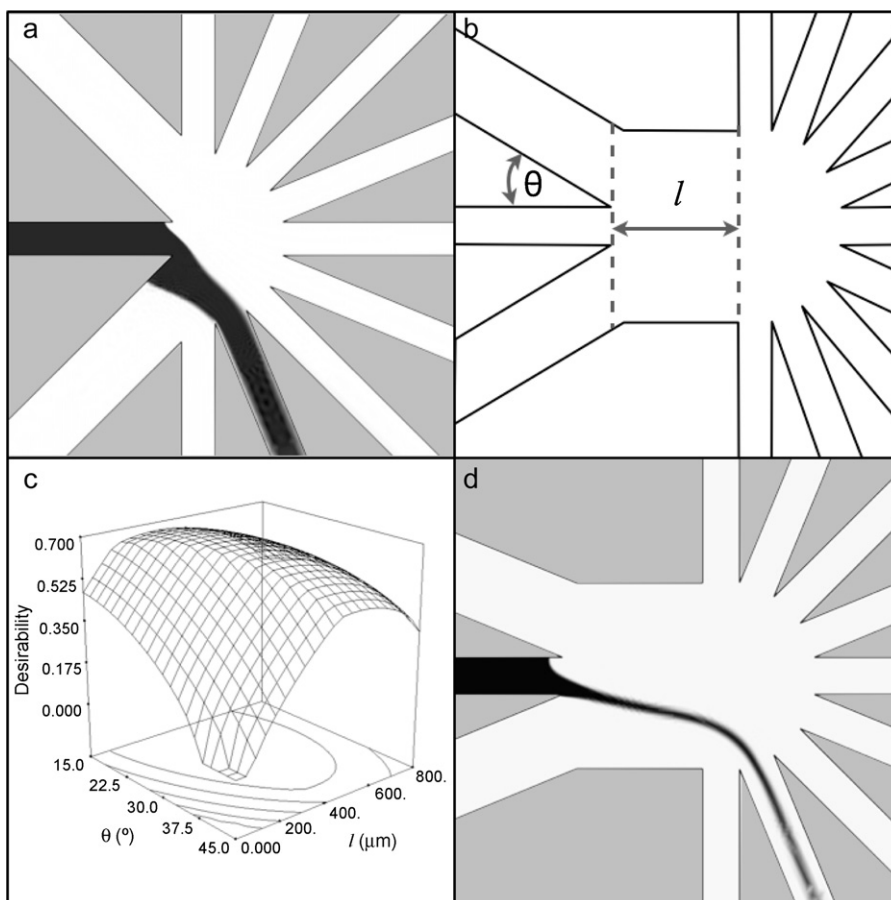 a
b
θ
l
c
0.700
0.525
0.350
0.175
0.000
Desirability
15.0
22.5
30.0
37.5
45.0
θ (º)
0.000
200.
400.
600.
800.
l (μm)
d